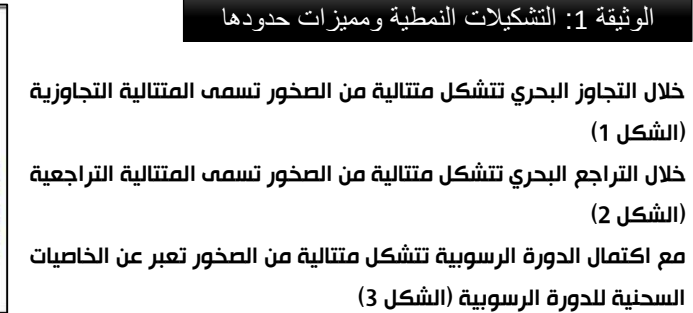 الوثيقة 1: التشكيلات النمطية ومميزات حدودها
خلال التجاوز البحري تتشكل متتالية من الصخور تسمى المتتالية التجاوزية
(الشكل 1)
خلال التراجع البحري تتشكل متتالية من الصخور تسمى المتتالية التراجعية
(الشكل 2)
مع اكتمال الدورة الرسوبية تتشكل متتالية من الصخور تعبر عن الخاصيات
السحنية للدورة الرسوبية (الشكل 3)